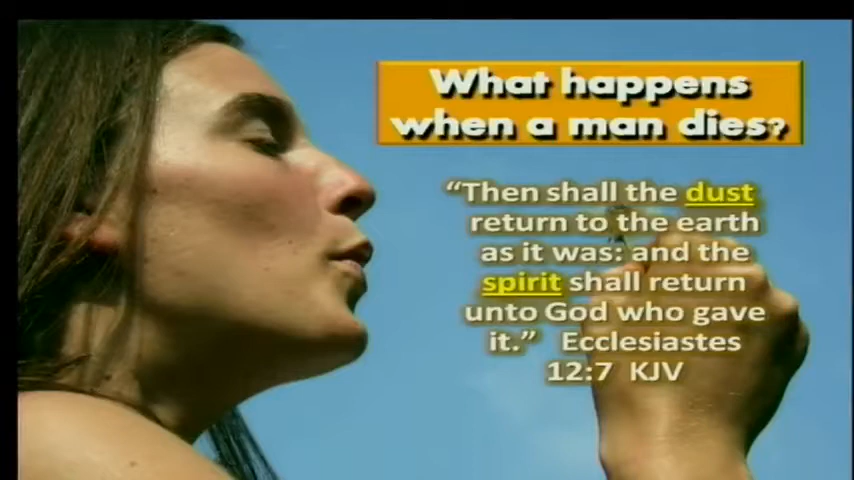 What happens
when a man dies?
“Then shall the dust
return to the earth
as it was: and the
spirit shall return
unto God who gave
it.” Ecclesiastes
12:7 KJV